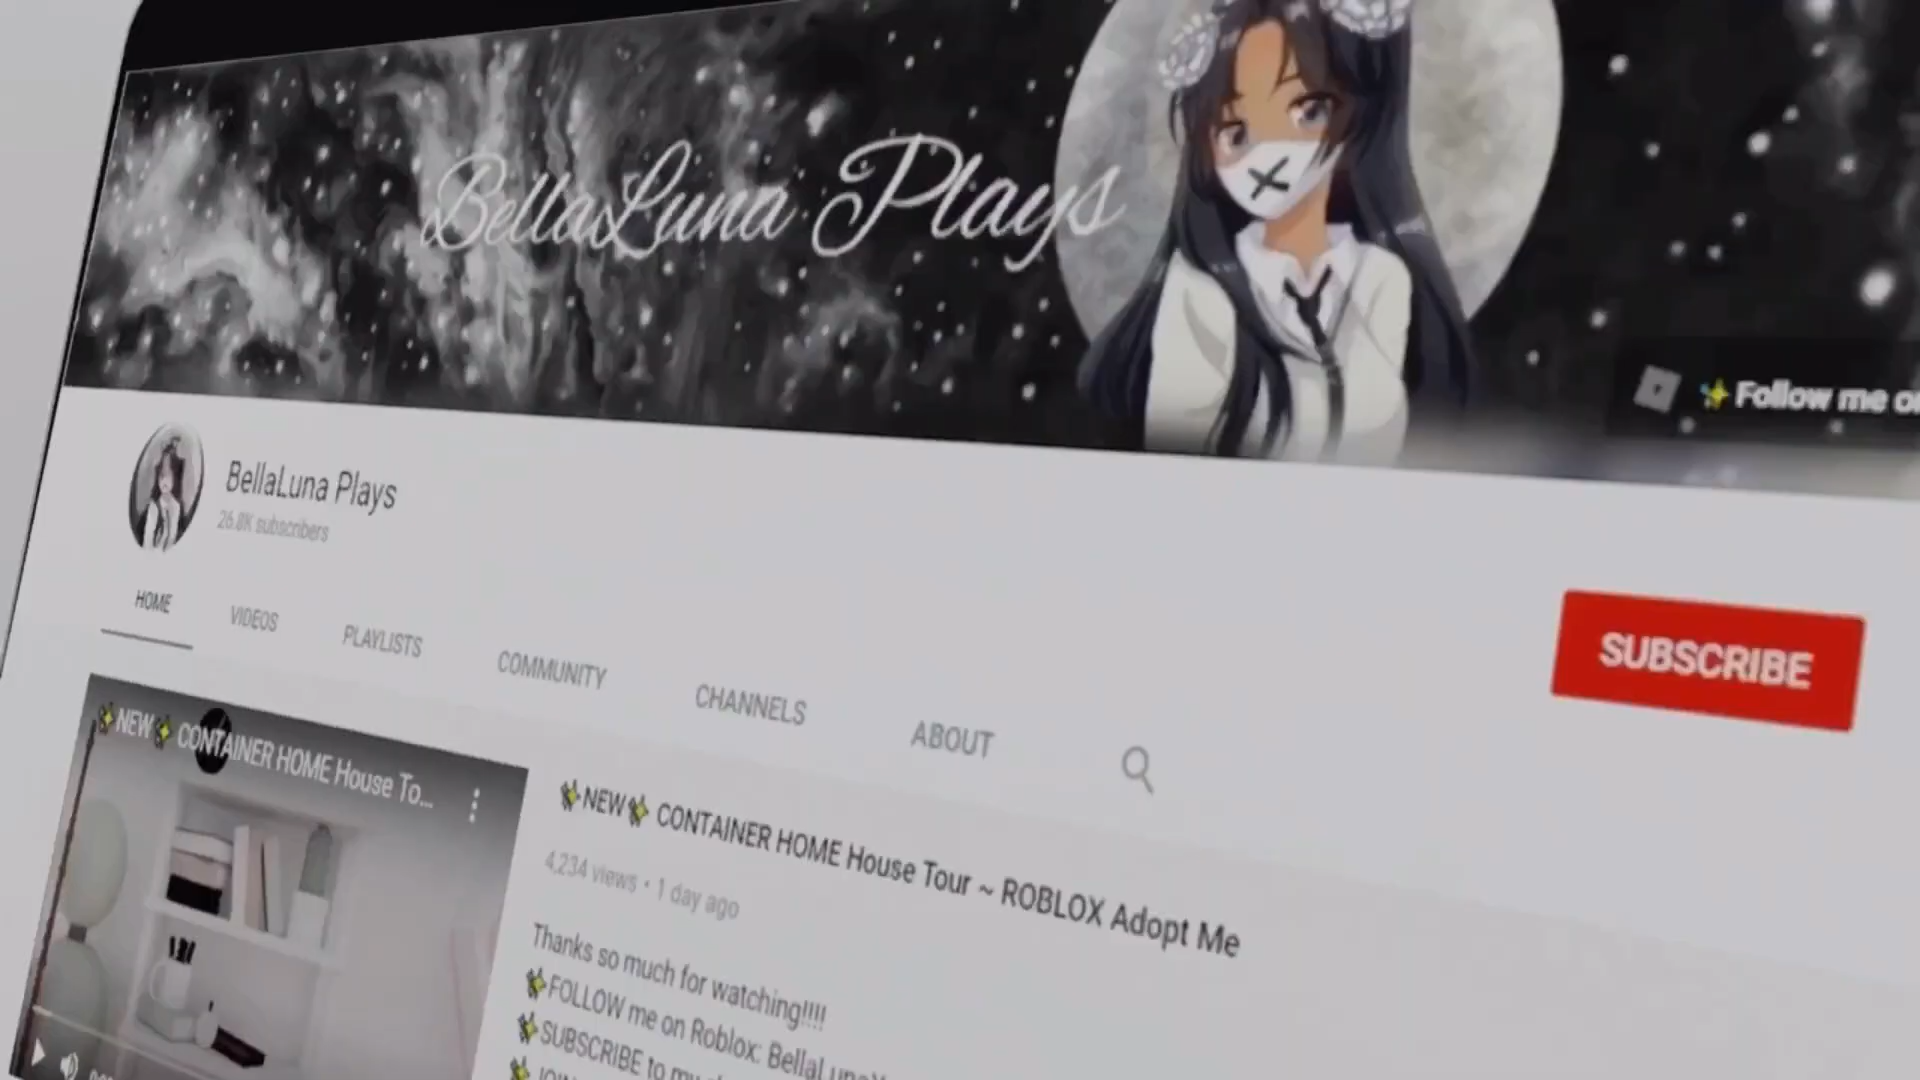 BellaLuna Plays
✨Follow me
BellaLuna Plays
26.8K subscribers
HOME
VIDEOS
PLAYLISTS
COMMUNITY
CHANNELS
ABOUT
SUBSCRIBE
✨NEW✨ CONTAINER HOME House To...
✨NEW✨ CONTAINER HOME House Tour ~ ROBLOX Adopt Me
4,234 views • 1 day ago
Thanks so much for watching!!!!
✨FOLLOW me on Roblox:
✨SUBSCRIBE to